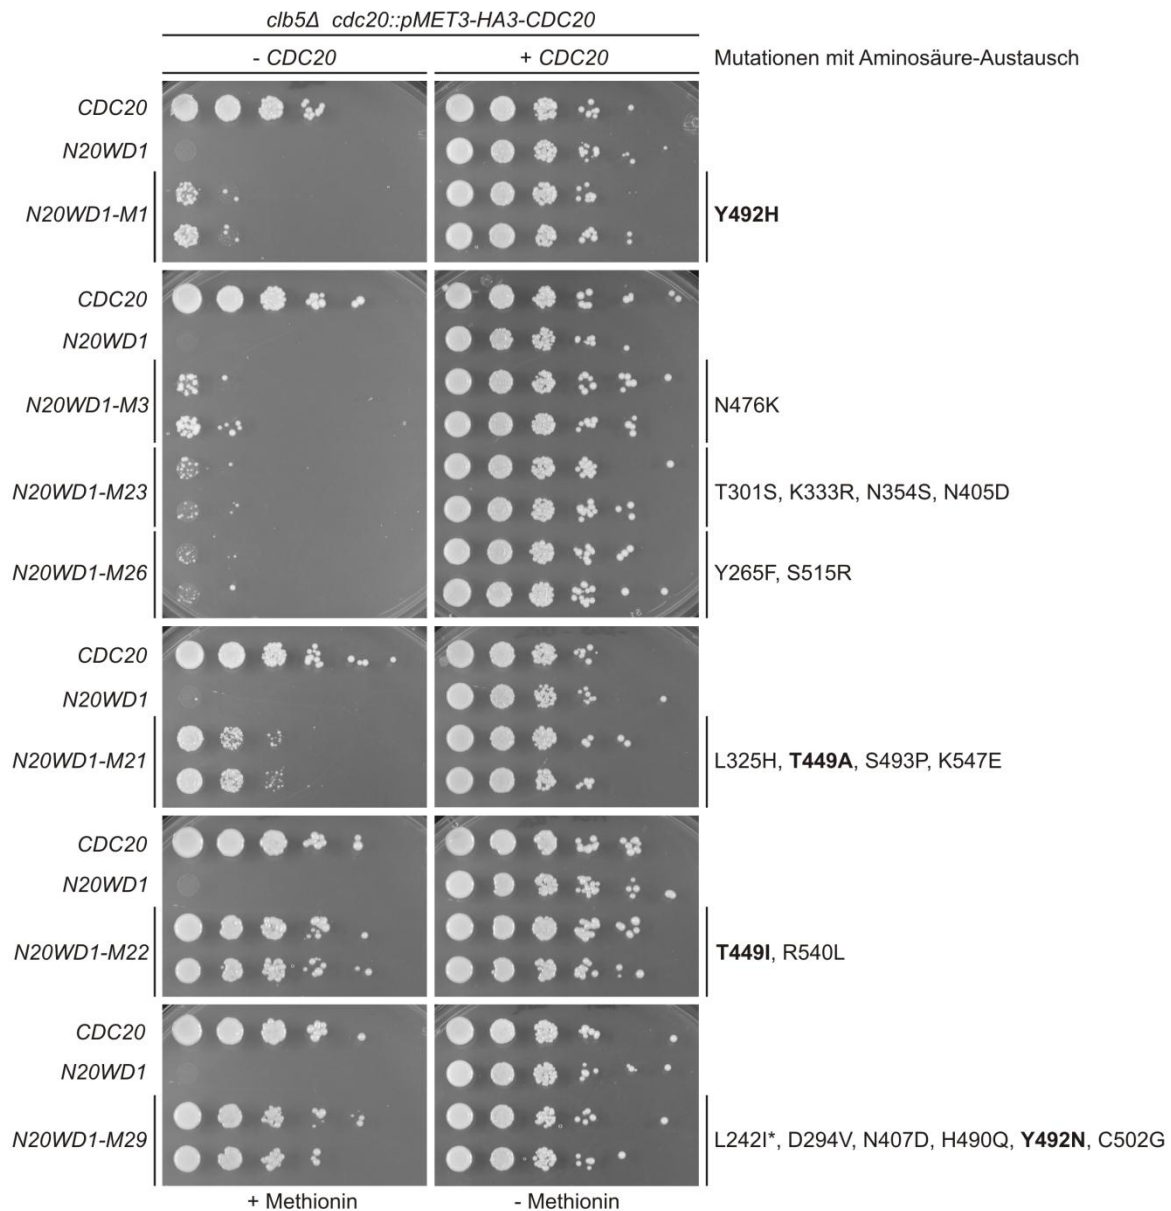 clb5Δ cdc20::pMET3-HA3-CDC20
- CDC20
+ CDC20
Mutationen mit Aminosäure-Austausch
CDC20
N20WD1
N20WD1-M1
Y492H
CDC20
N20WD1
N20WD1-M3
N476K
N20WD1-M23
T301S, K333R, N354S, N405D
N20WD1-M26
Y265F, S515R
CDC20
N20WD1
N20WD1-M21
L325H, T449A, S493P, K547E
CDC20
N20WD1
N20WD1-M22
T449I, R540L
CDC20
N20WD1
N20WD1-M29
L242I*, D294V, N407D, H490Q, Y492N, C502G
+ Methionin
- Methionin